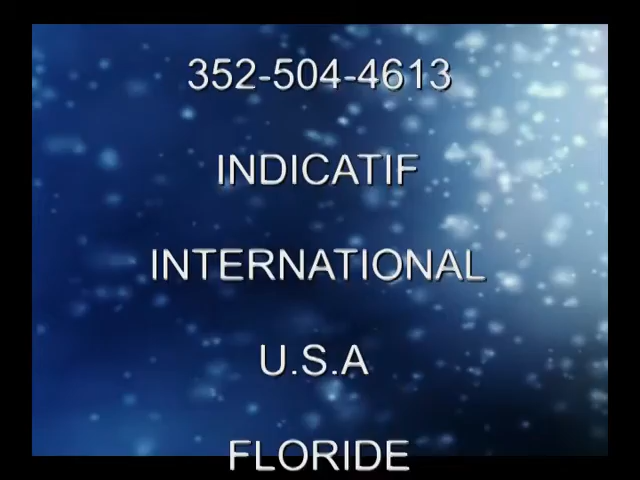 352-504-4613
INDICATIF
INTERNATIONAL
U.S.A
FLORIDE